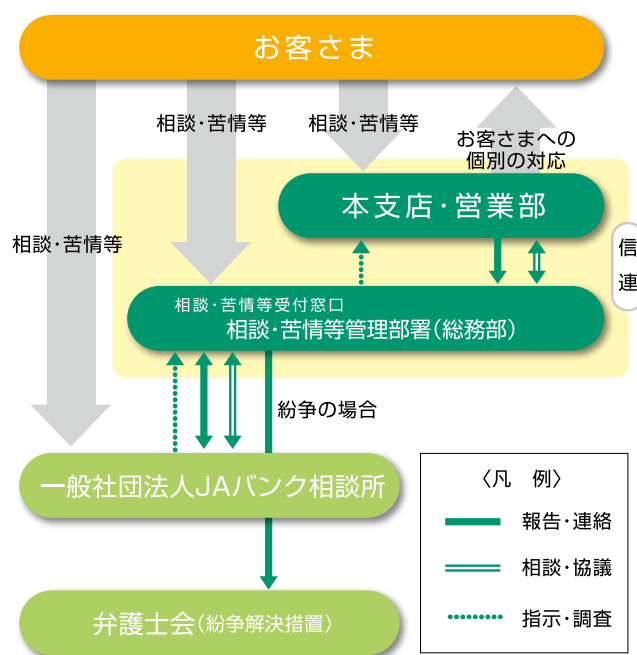 お客さま
相談・苦情等
相談・苦情等
お客さまへの
個別の対応
相談・苦情等
本支店・営業部
信
連
相談・苦情等受付窓口
相談・苦情等管理部署(総務部)
紛争の場合
一般社団法人JAバンク相談所
弁護士会(紛争解決措置)
〈凡 例〉
報告・連絡
相談・協議
指示・調査